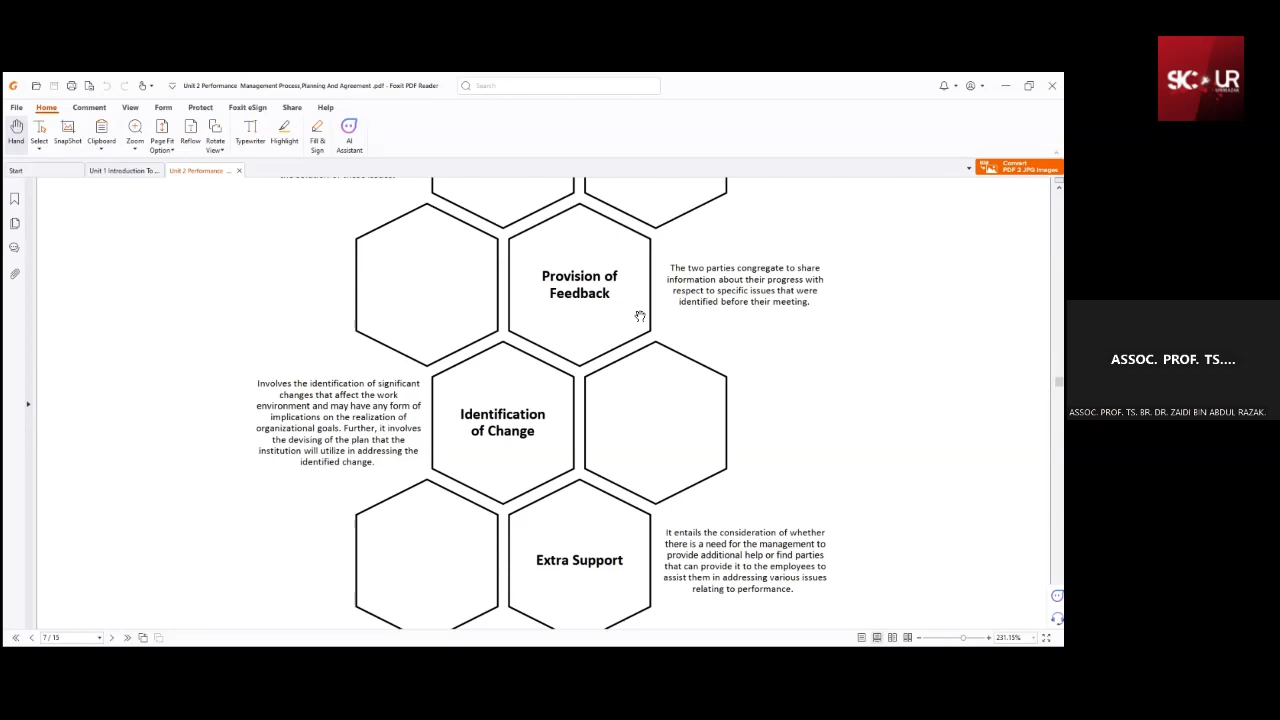 Unit 2 Performance Management Process,Planning And Agreement .pdf - Foxit PDF Reader
Search
File Home Comment View Form Protect Foxit eSign Share Help
Hand Select SnapShot Clipboard Zoom Page Fit Option Reflow Rotate View Typewriter Highlight Fill & Sign AI Assistant
Start Unit 1 Introduction To ... Unit 2 Performance ...
Convert
PDF 2 JPG Images
Provision of
Feedback
The two parties congregate to share
information about their progress with
respect to specific issues that were
identified before their meeting.
Involves the identification of significant
changes that affect the work
environment and may have any form of
implications on the realization of
organizational goals. Further, it involves
the devising of the plan that the
institution will utilize in addressing the
identified change.
Identification
of Change
Extra Support
It entails the consideration of whether
there is a need for the management to
provide additional help or find parties
that can provide it to the employees to
assist them in addressing various issues
relating to performance.
7 / 15
231.15%
ASSOC. PROF. TS....
ASSOC. PROF. TS. BR. DR. ZAIDI BIN ABDUL RAZAK.